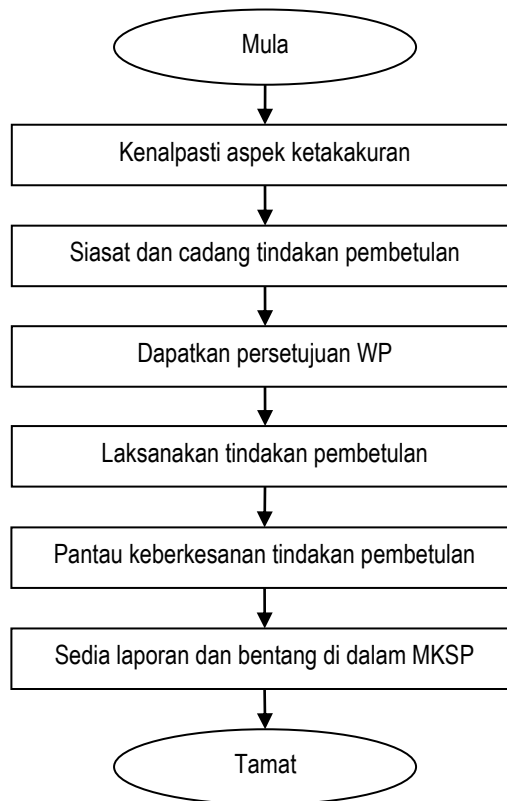 Mula
Kenalpasti aspek ketakakuran
Siasat dan cadang tindakan pembetulan
Dapatkan persetujuan WP
Laksanakan tindakan pembetulan
Pantau keberkesanan tindakan pembetulan
Sedia laporan dan bentang di dalam MKSP
Tamat